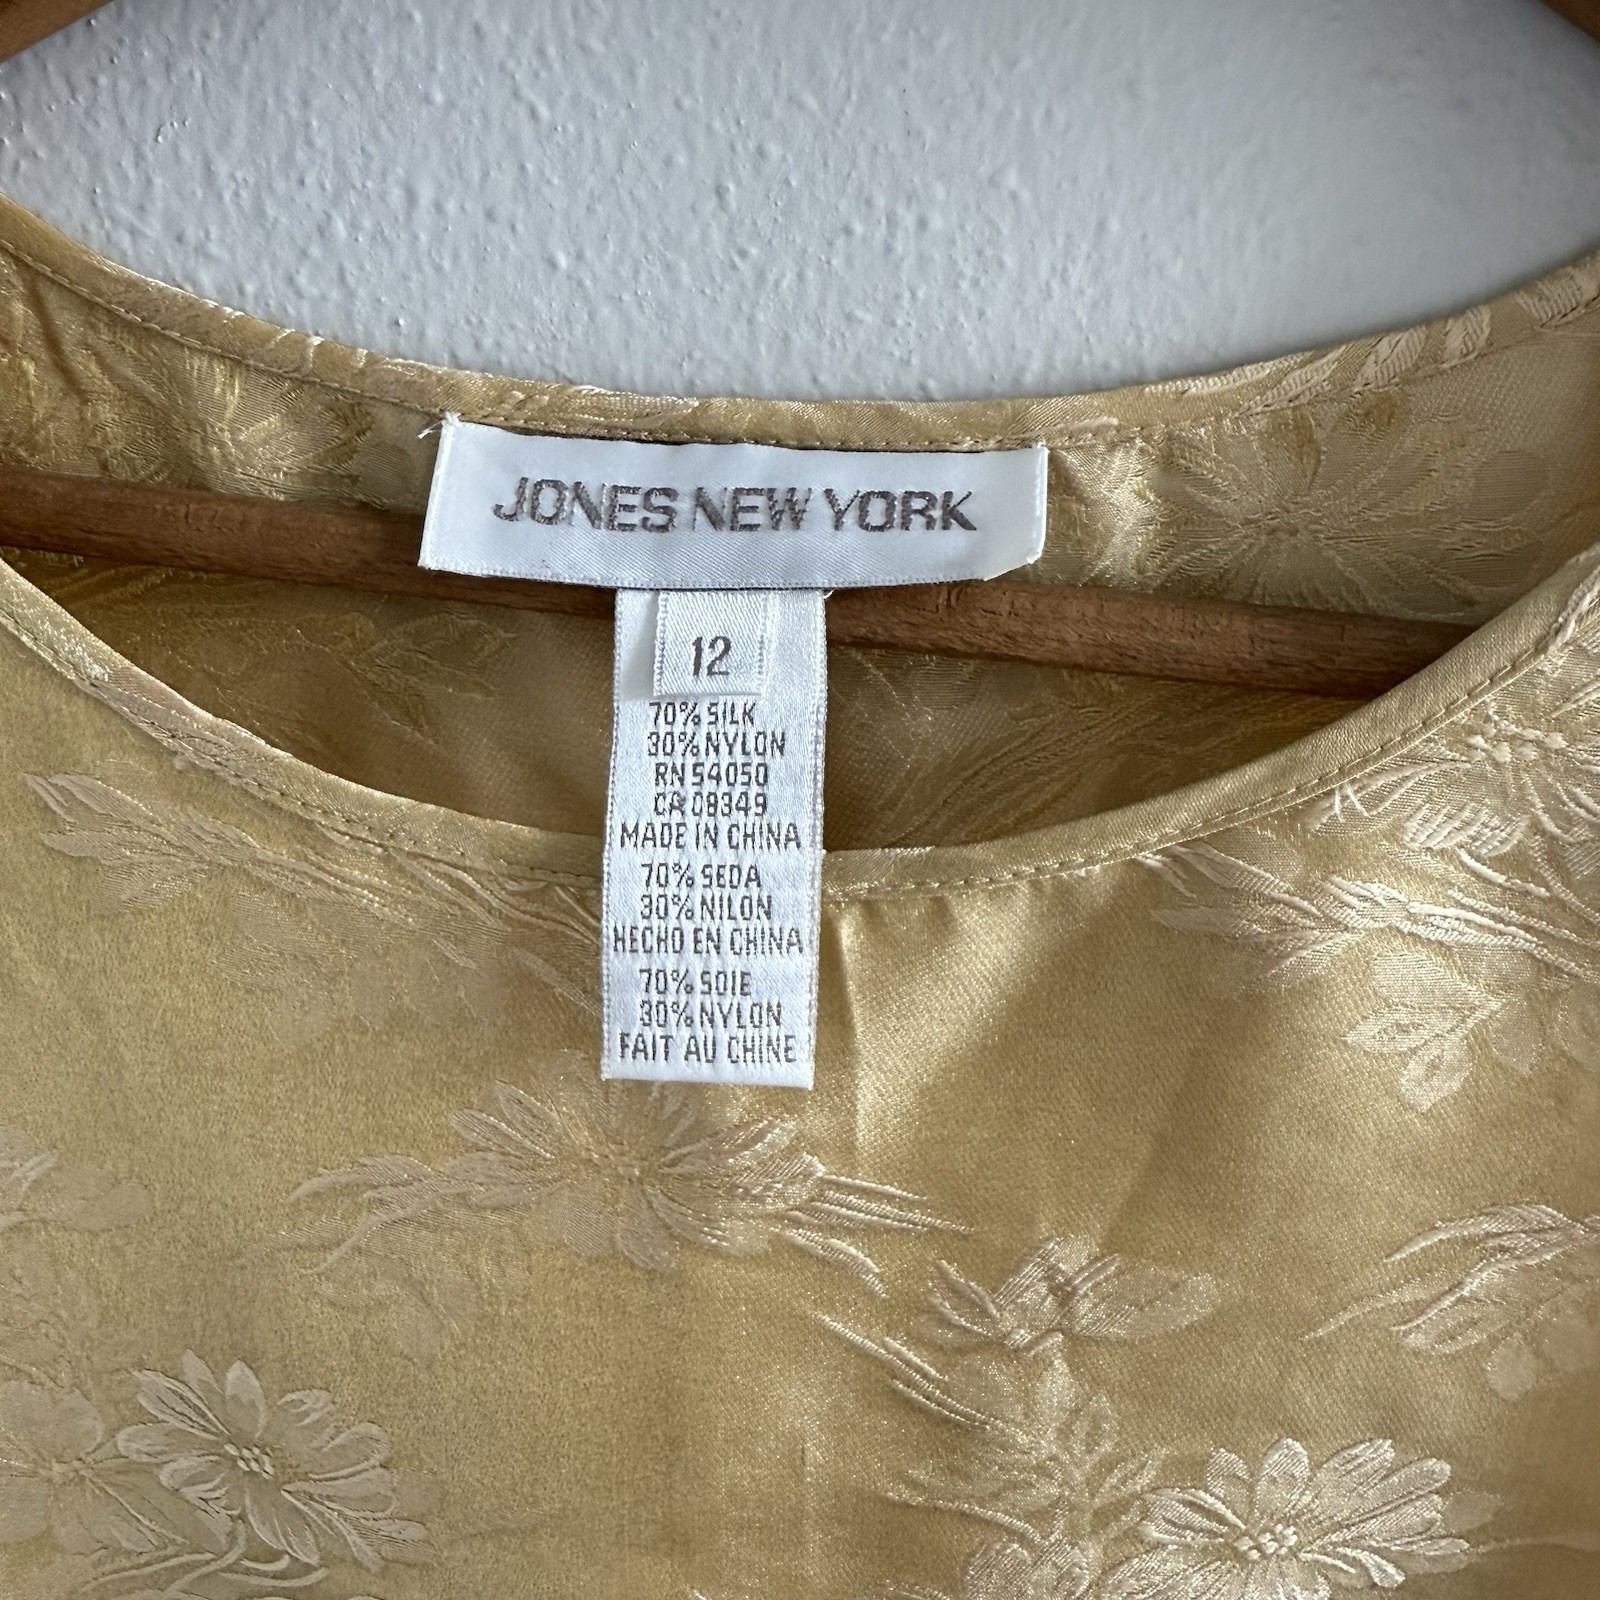 JONES NEW YORK
12
70% SILK
30% NYLON
RN 54050
CA 08349
MADE IN CHINA
70% SEDA
30% NILON
HECHO EN CHINA
70% SOIE
30% NYLON
FAIT AU CHINE